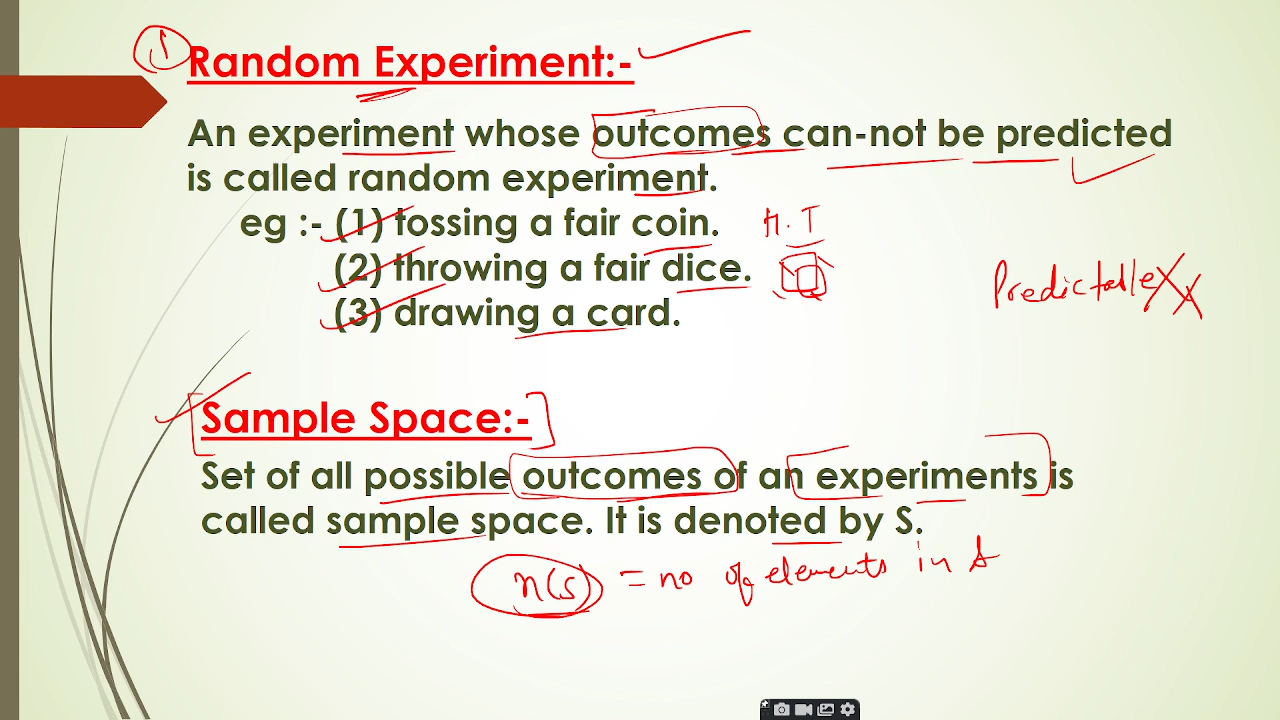 Random Experiment:-
An experiment whose outcomes can-not be predicted
is called random experiment.
eg :- (1) tossing a fair coin. H. T
(2) throwing a fair dice.
Predictable
(3) drawing a card.
Sample Space:-
Set of all possible outcomes of an experiments is
called sample space. It is denoted by S.
n(s) = no of elements in S